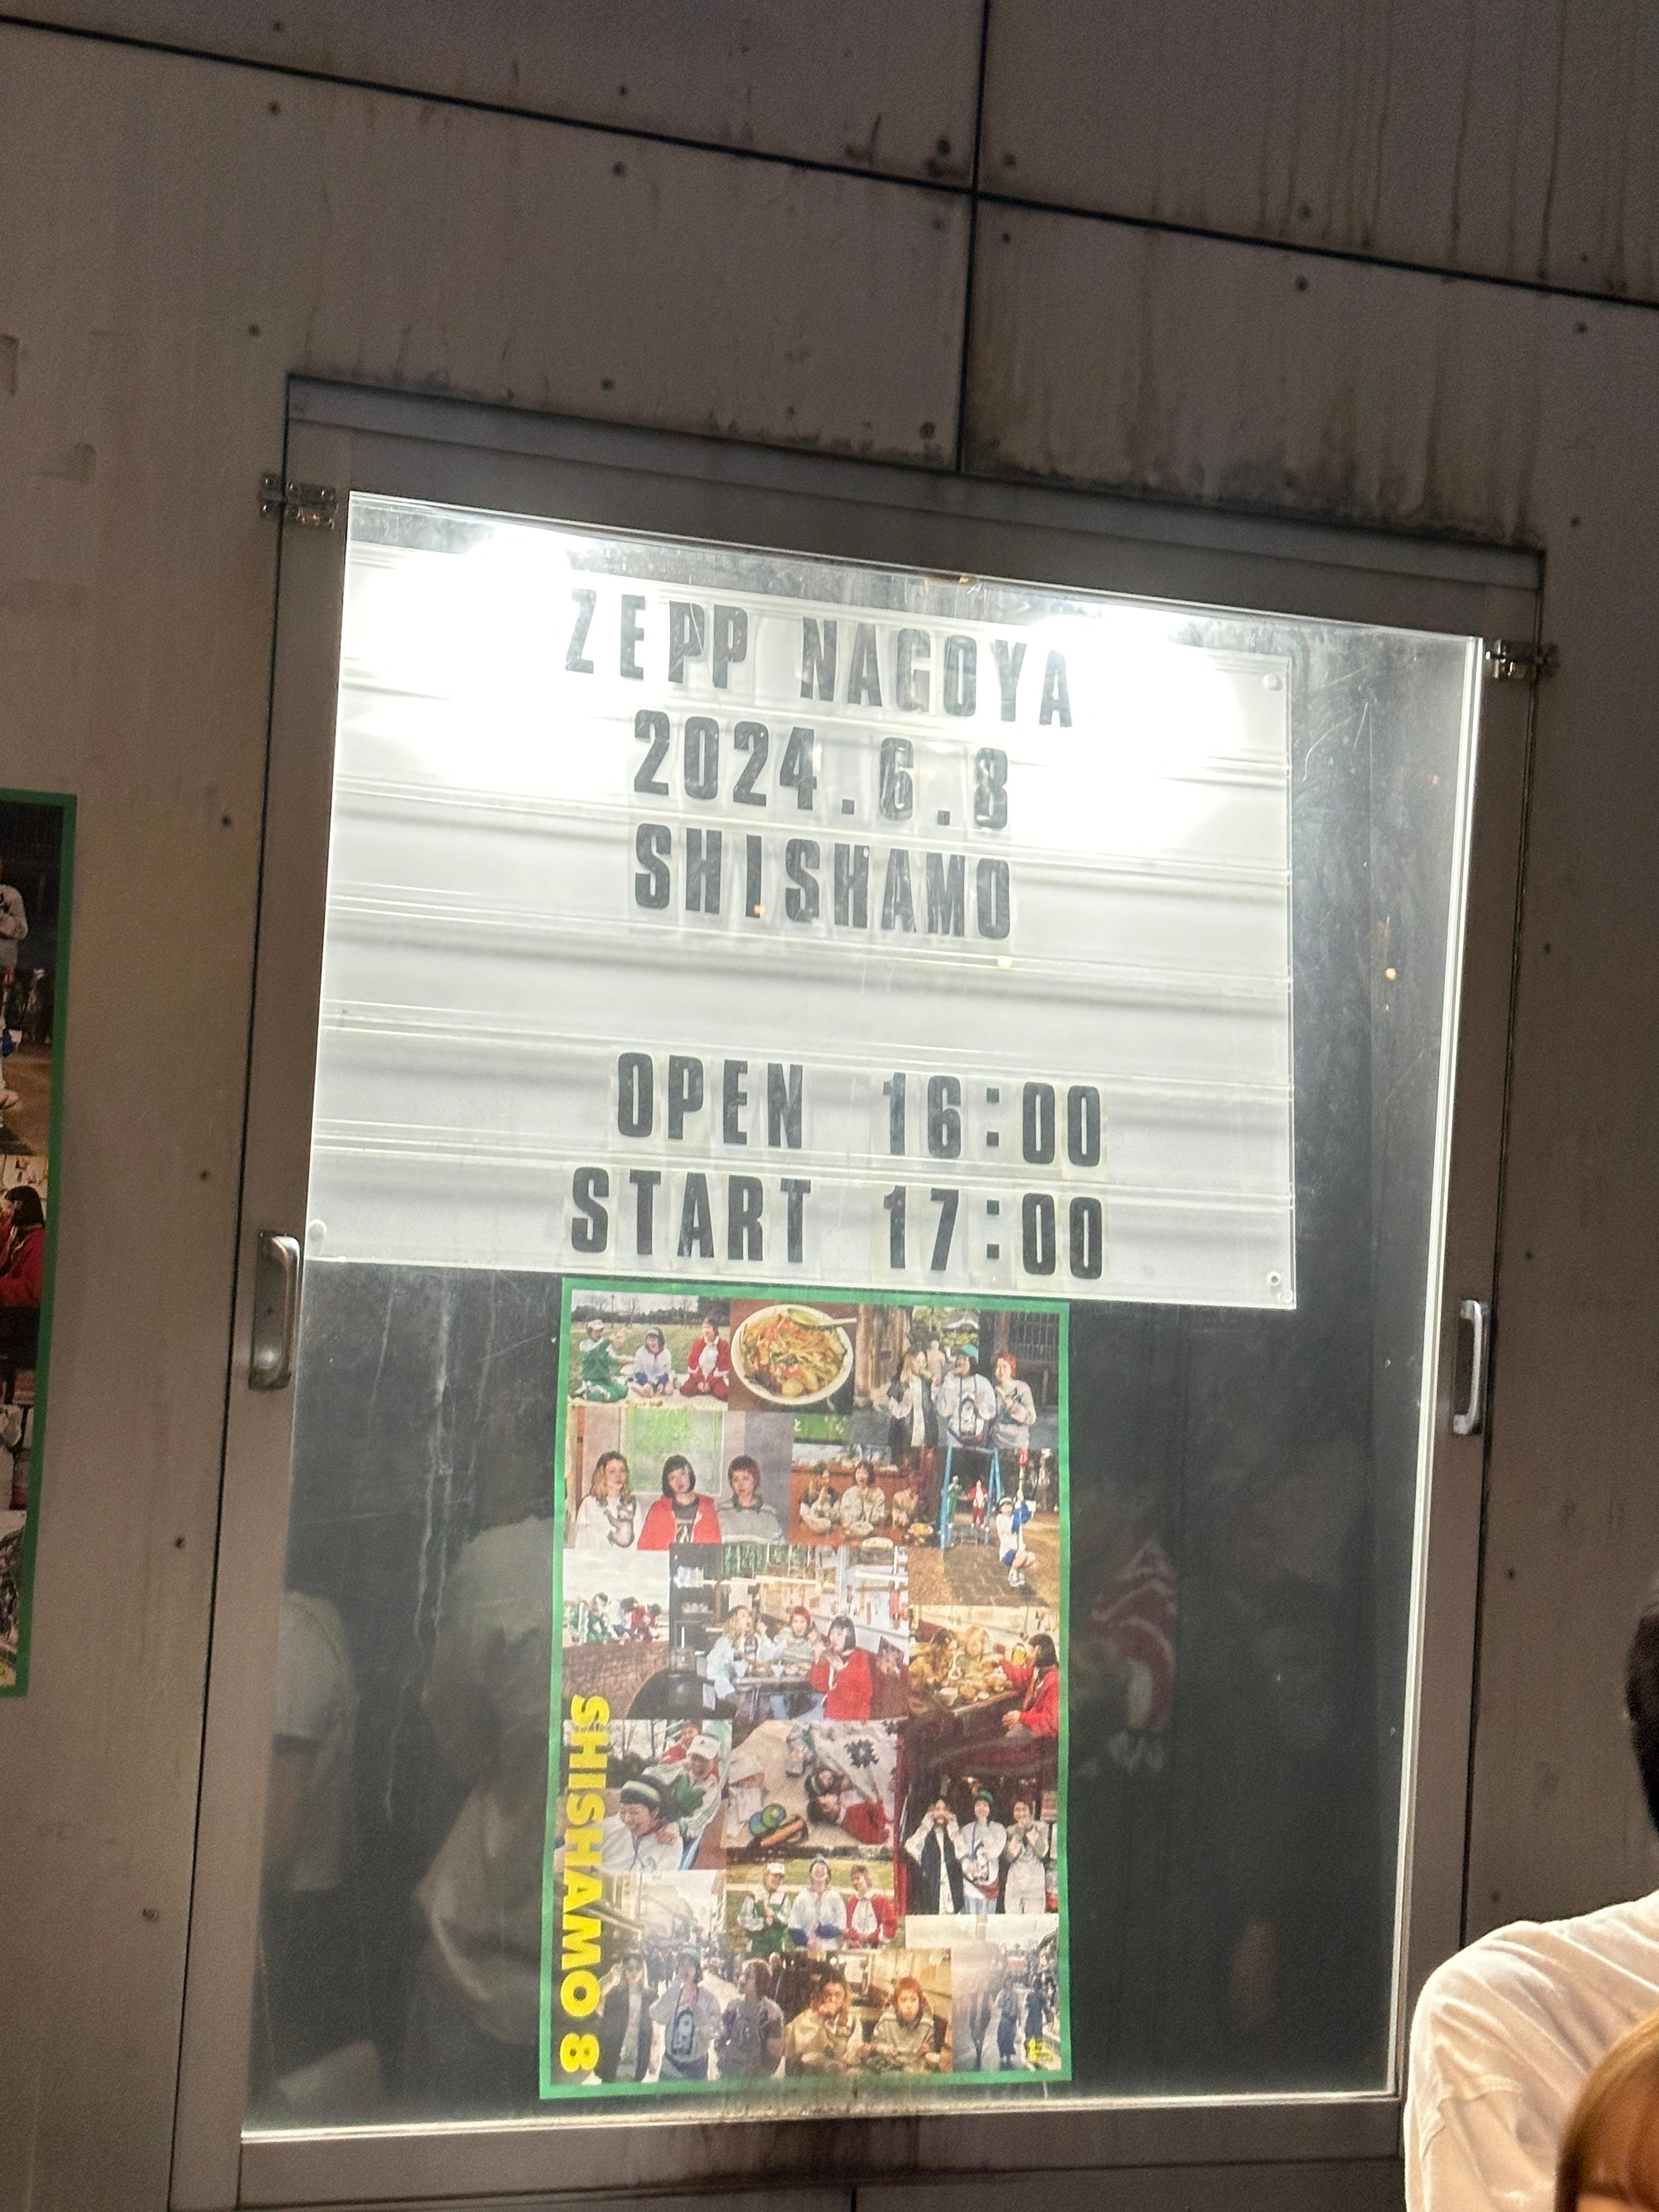 ZEPP NAGOYA
2024.6.8
SHISHAMO
OPEN 16:00
START 17:00
SHISHAMO 8